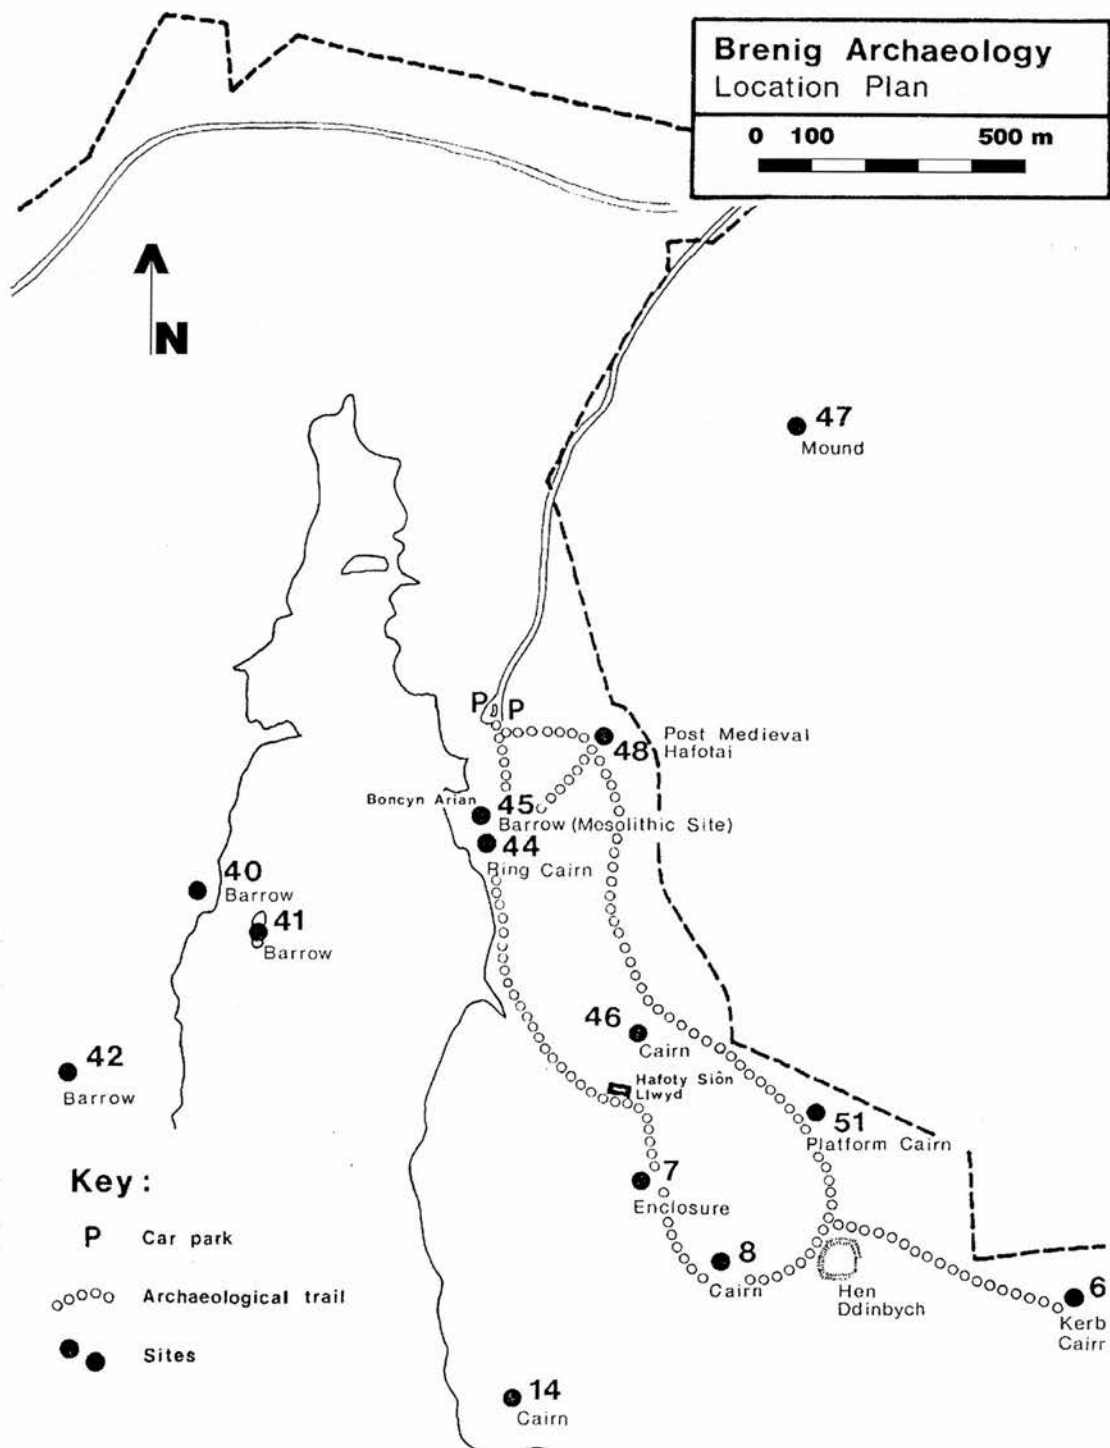 Brenig Archaeology
Location Plan
0 100 500 m
N
47
Mound
P P
48
Post Medieval
Hafotai
Boncyn Arian
45
Barrow (Mesolithic Site)
44
Ring Cairn
40
Barrow
41
Barrow
46
Cairn
42
Barrow
Hafoty Siôn
Llwyd
51
Platform Cairn
7
Enclosure
8
Cairn
Hen
Ddinbych
6
Kerb
Cairn
14
Cairn
Key :
P Car park
Archaeological trail
Sites